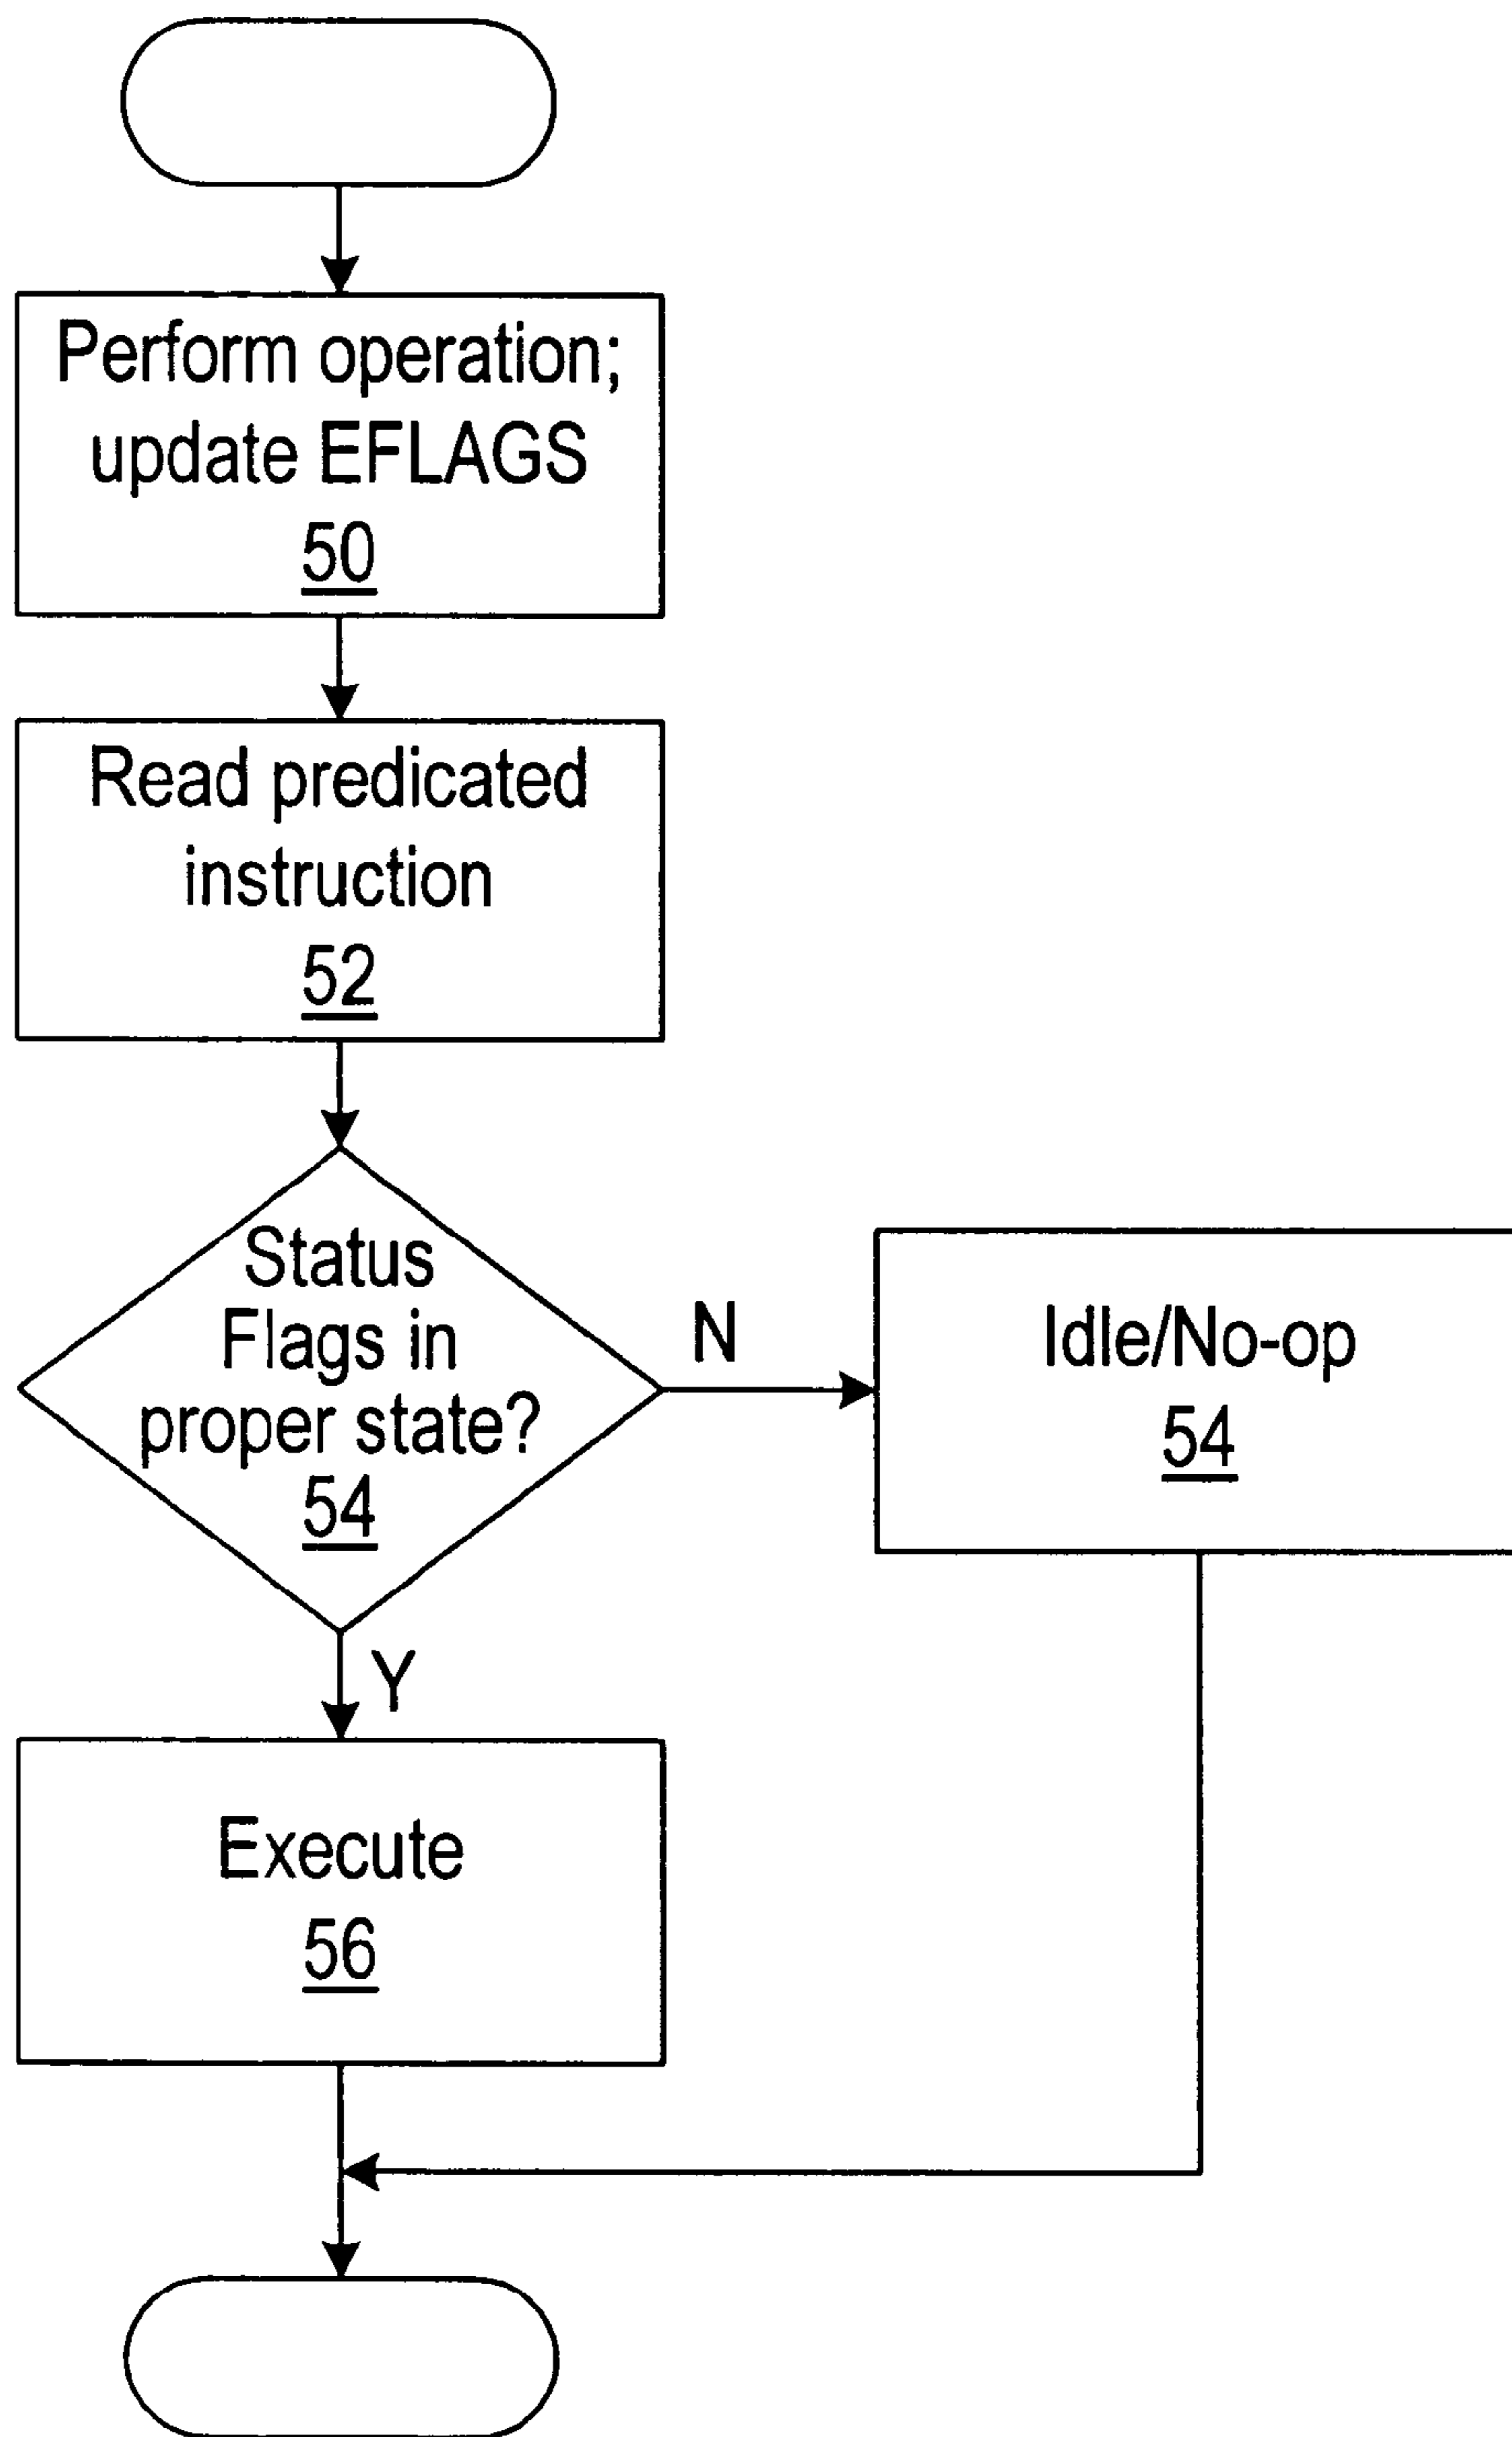 Perform operation;
update EFLAGS
50
Read predicated
instruction
52
Status
Flags in
proper state?
54
N
Idle/No-op
54
Y
Execute
56